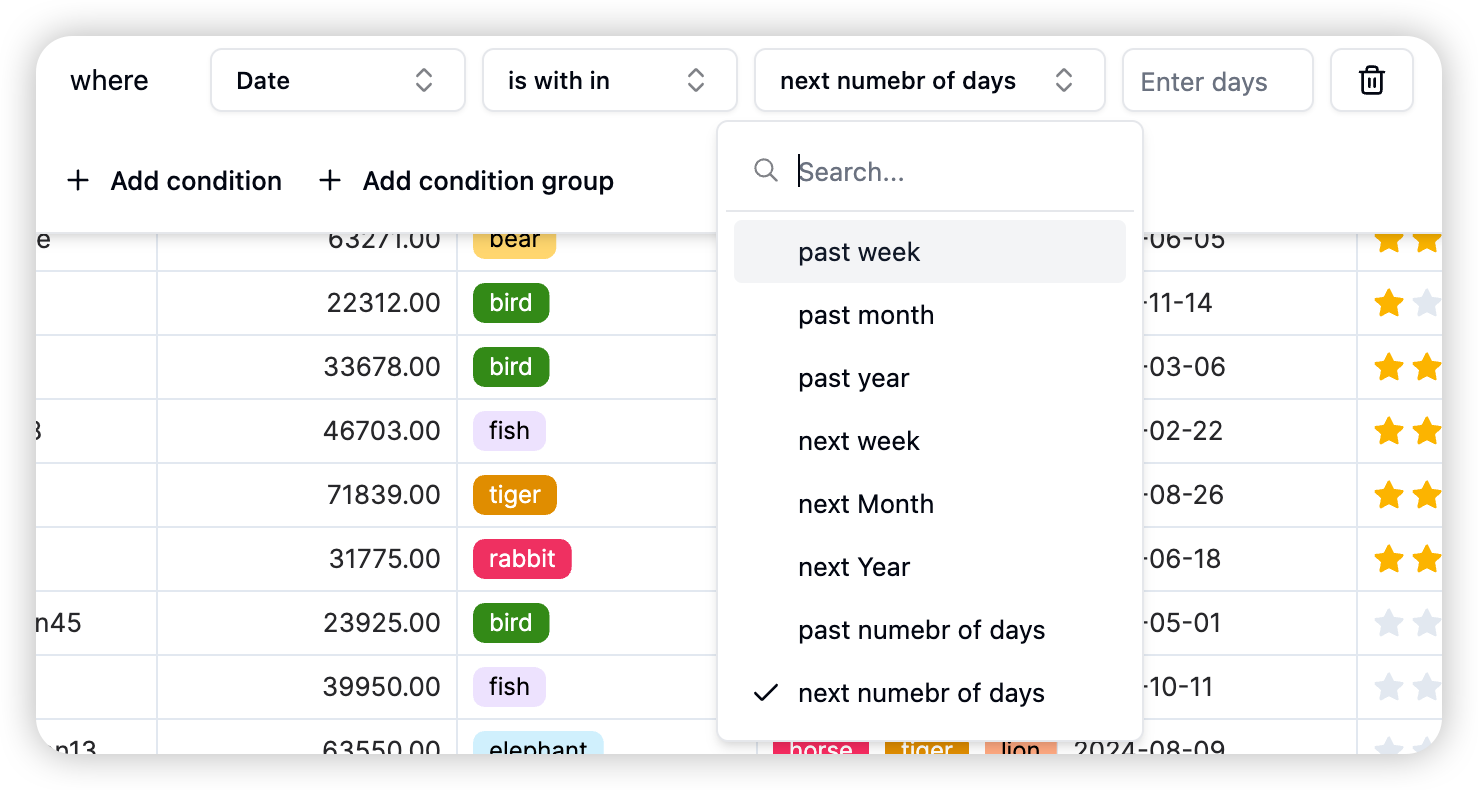 where Date is with in next numebr of days Enter days
Add condition Add condition group
Search...
e 63271.00 bear -06-05
past week
22312.00 bird -11-14
past month
33678.00 bird -03-06
past year
46703.00 fish -02-22
next week
71839.00 tiger -08-26
next Month
31775.00 rabbit -06-18
next Year
n45 23925.00 bird -05-01
past numebr of days
39950.00 fish -10-11
next numebr of days
n13 63550.00 elephant horse tiger lion 2024-08-09